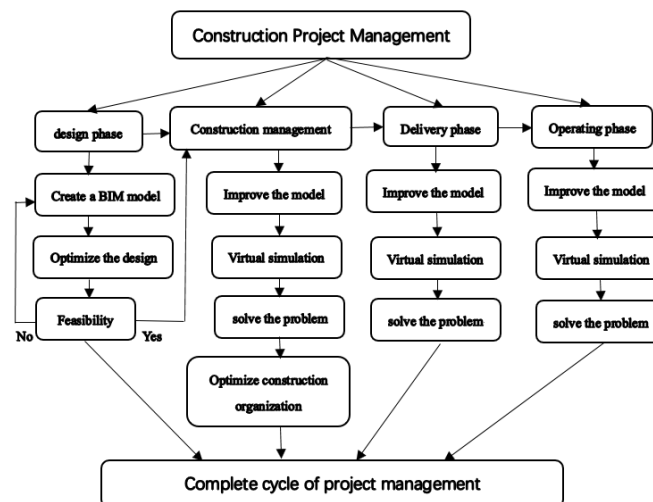 Construction Project Management
design phase
Construction management
Delivery phase
Operating phase
Create a BIM model
Improve the model
Improve the model
Improve the model
Optimize the design
Virtual simulation
Virtual simulation
Virtual simulation
Feasibility
solve the problem
solve the problem
solve the problem
No
Yes
Optimize construction
organization
Complete cycle of project management